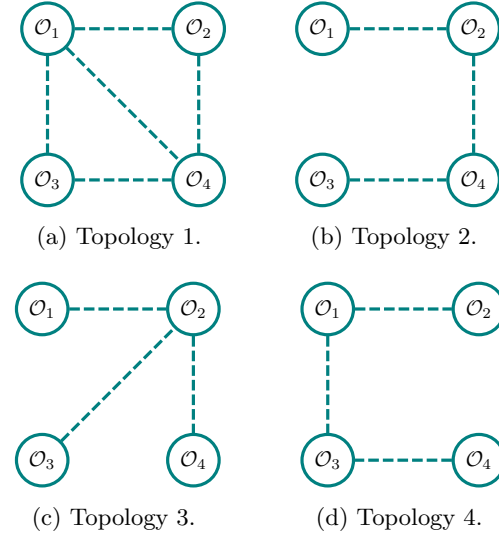 𝒪₁ 𝒪₂ 𝒪₁ 𝒪₂
𝒪₃ 𝒪₄ 𝒪₃ 𝒪₄
(a) Topology 1. (b) Topology 2.
𝒪₁ 𝒪₂ 𝒪₁ 𝒪₂
𝒪₃ 𝒪₄ 𝒪₃ 𝒪₄
(c) Topology 3. (d) Topology 4.